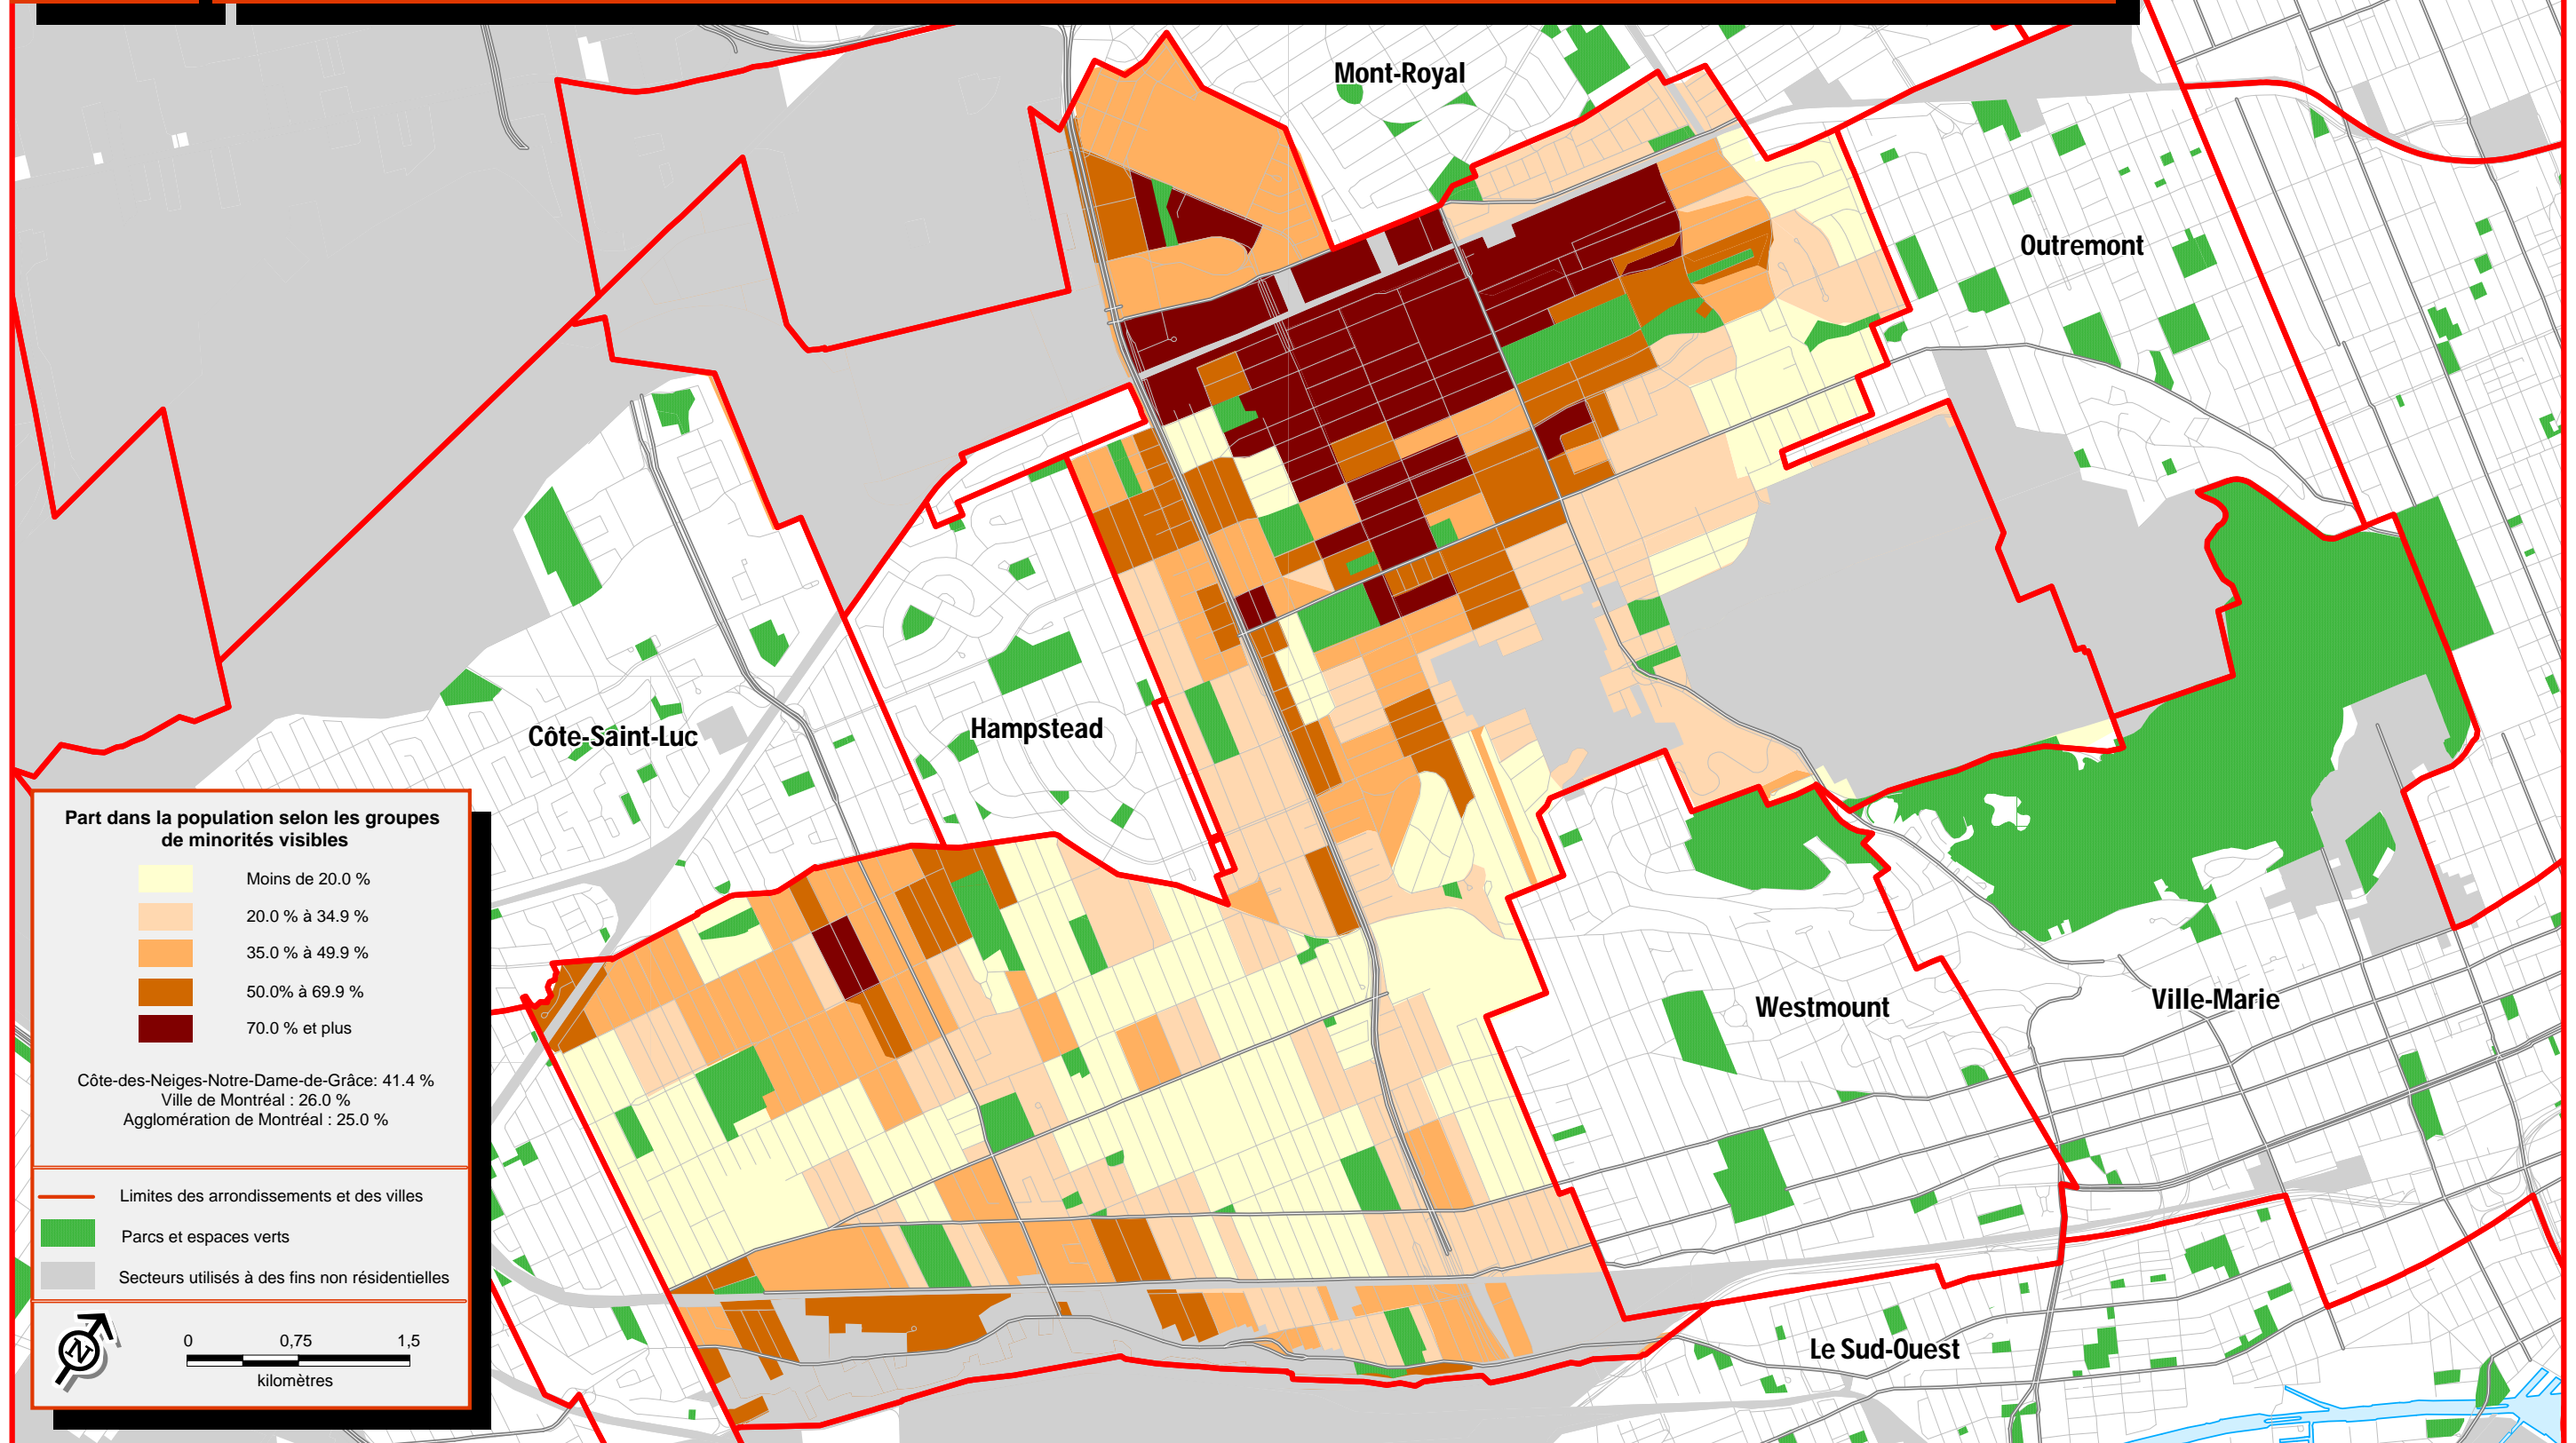 Mont-Royal
Outremont
Côte-Saint-Luc
Hampstead
Westmount
Ville-Marie
Le Sud-Ouest
Part dans la population selon les groupes
de minorités visibles
Moins de 20.0 %
20.0 % à 34.9 %
35.0 % à 49.9 %
50.0% à 69.9 %
70.0 % et plus
Côte-des-Neiges-Notre-Dame-de-Grâce: 41.4 %
Ville de Montréal : 26.0 %
Agglomération de Montréal : 25.0 %
Limites des arrondissements et des villes
Parcs et espaces verts
Secteurs utilisés à des fins non résidentielles
N
0 0,75 1,5
kilomètres